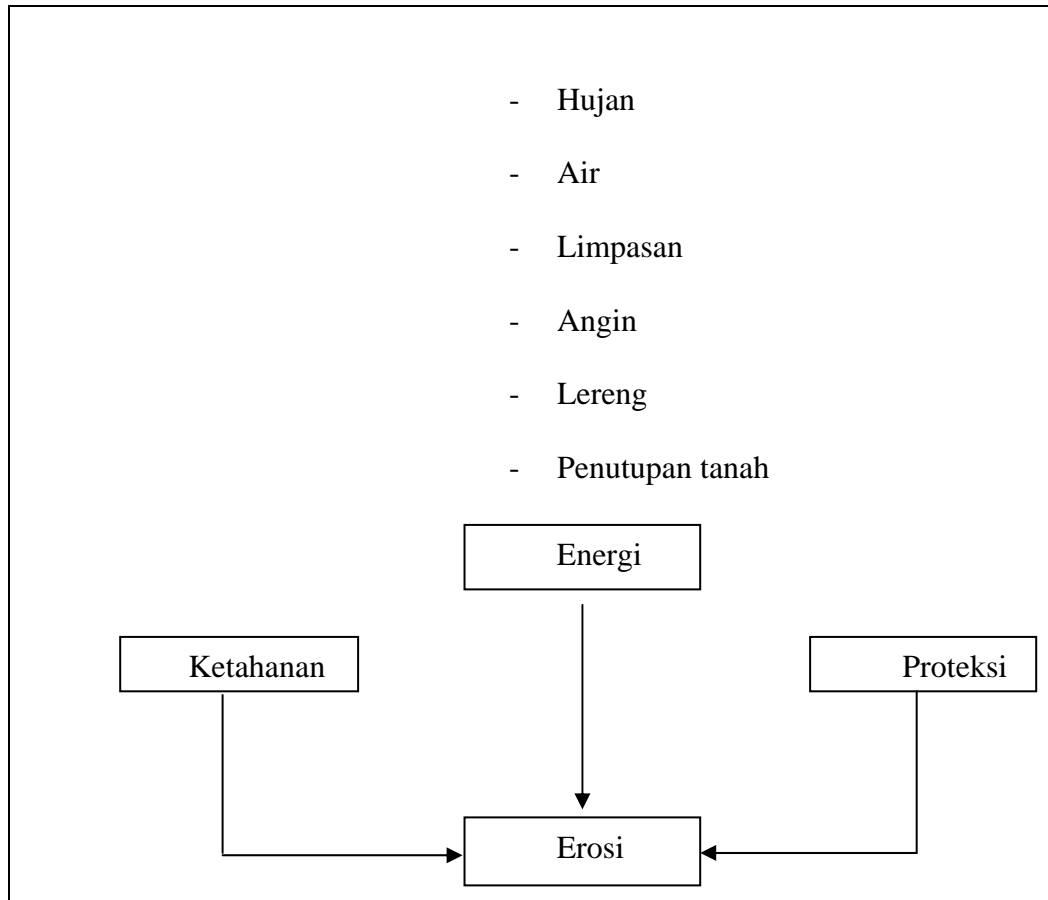 - Hujan
- Air
- Limpasan
- Angin
- Lereng
- Penutupan tanah
Energi
Ketahanan
Proteksi
Erosi